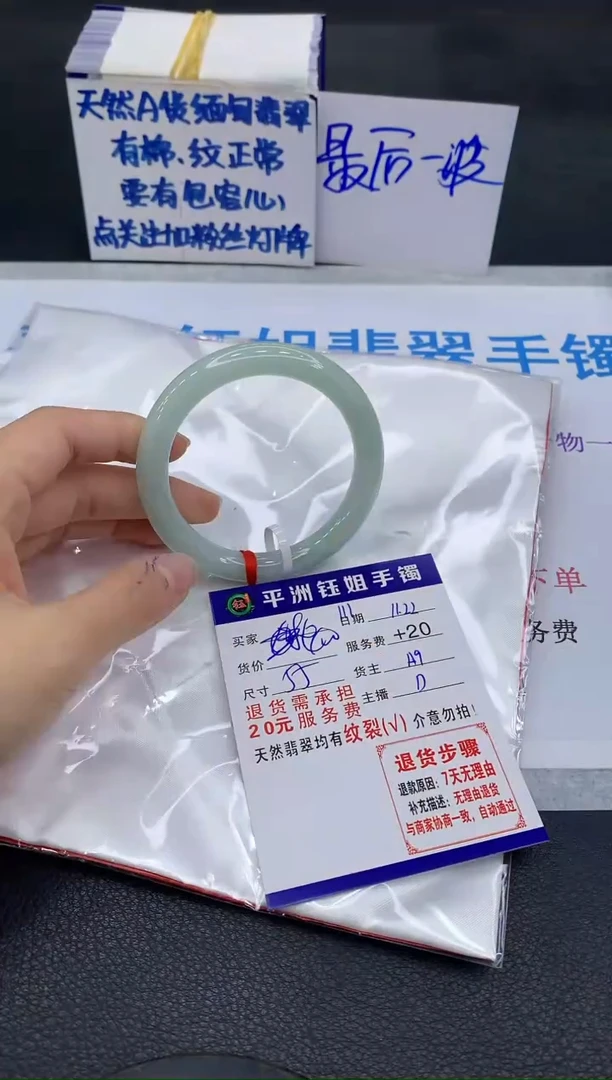 天然A货缅甸翡翠
有棉、纹正常
要有包容心
点关注加粉丝灯牌
最后一波
钰姐翡翠手镯
物一
下单
务费
钰
平洲钰姐手镯
买家
日期 11.22
货价
服务费 +20
尺寸 55
货主 A9
退货需承担
主播 D
20元服务费
天然翡翠均有纹裂(√) 介意勿拍!
退货步骤
退款原因: 7天无理由
补充描述: 无理由退货
与商家协商一致, 自动通过